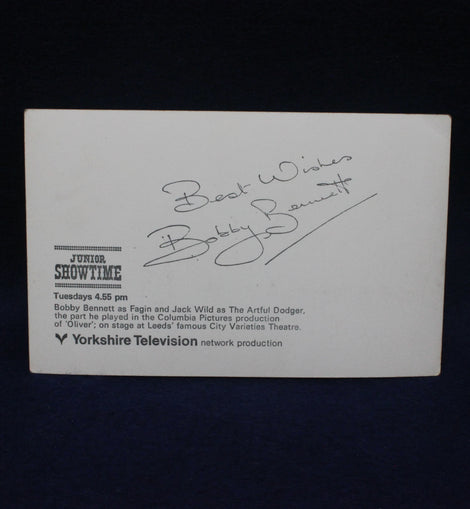 Best Wishes
Bobby Bennett
JUNIOR
SHOWTIME
Tuesdays 4.55 pm
Bobby Bennett as Fagin and Jack Wild as The Artful Dodger,
the part he played in the Columbia Pictures production
of 'Oliver'; on stage at Leeds' famous City Varieties Theatre.
Yorkshire Television network production